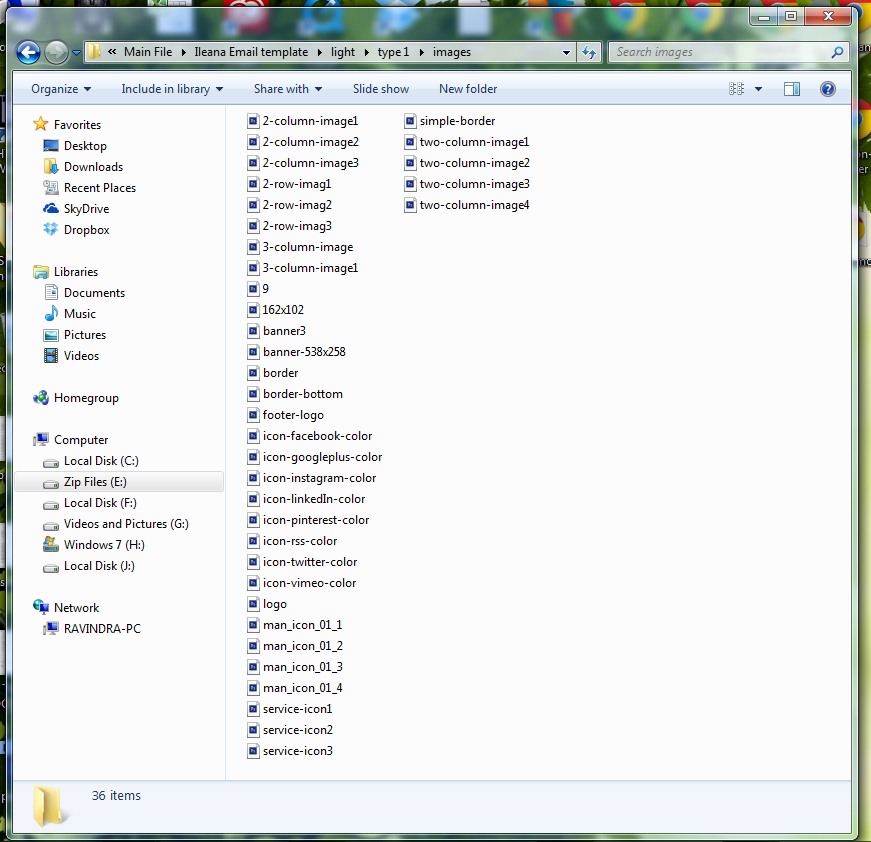 « Main File ▸ Ileana Email template ▸ light ▸ type1 ▸ images
Search images
Organize
Include in library
Share with
Slide show
New folder
Favorites
Desktop
Downloads
Recent Places
SkyDrive
Dropbox
Libraries
Documents
Music
Pictures
Videos
Homegroup
Computer
Local Disk (C:)
Zip Files (E:)
Local Disk (F:)
Videos and Pictures (G:)
Windows 7 (H:)
Local Disk (J:)
Network
RAVINDRA-PC
2-column-image1
2-column-image2
2-column-image3
2-row-imag1
2-row-imag2
2-row-imag3
3-column-image
3-column-image1
9
162x102
banner3
banner-538x258
border
border-bottom
footer-logo
icon-facebook-color
icon-googleplus-color
icon-instagram-color
icon-linkedIn-color
icon-pinterest-color
icon-rss-color
icon-twitter-color
icon-vimeo-color
logo
man_icon_01_1
man_icon_01_2
man_icon_01_3
man_icon_01_4
service-icon1
service-icon2
service-icon3
simple-border
two-column-image1
two-column-image2
two-column-image3
two-column-image4
36 items